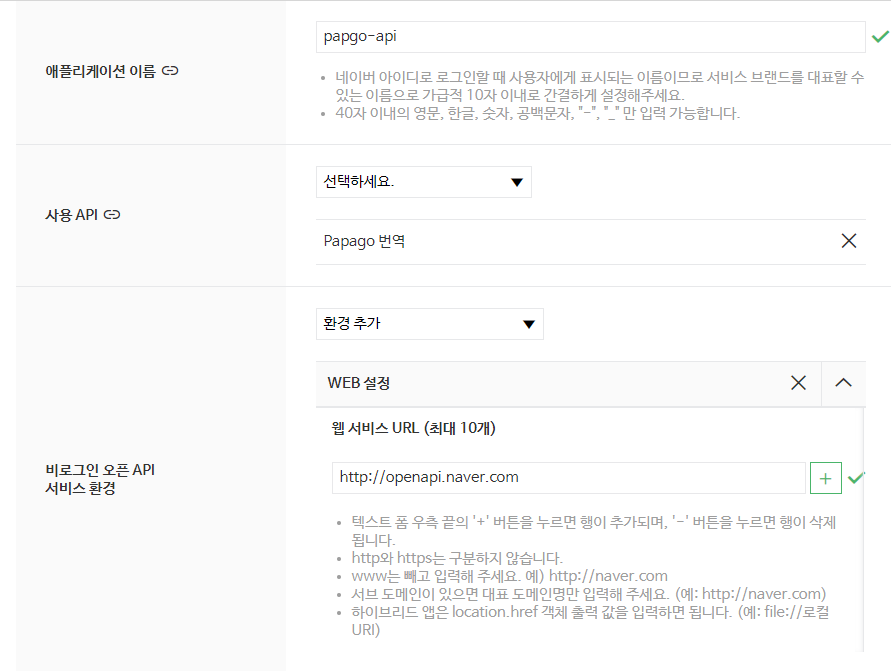 papgo-api
애플리케이션 이름
네이버 아이디로 로그인할 때 사용자에게 표시되는 이름이므로 서비스 브랜드를 대표할 수
있는 이름으로 가급적 10자 이내로 간결하게 설정해주세요.
40자 이내의 영문, 한글, 숫자, 공백문자, "-", "_" 만 입력 가능합니다.
사용 API
선택하세요.
Papago 번역
비로그인 오픈 API
서비스 환경
환경 추가
WEB 설정
웹 서비스 URL (최대 10개)
http://openapi.naver.com
텍스트 폼 우측 끝의 '+' 버튼을 누르면 행이 추가되며, '-' 버튼을 누르면 행이 삭제
됩니다.
http와 https는 구분하지 않습니다.
www는 빼고 입력해 주세요. 예) http://naver.com
서브 도메인이 있으면 대표 도메인명만 입력해 주세요. (예: http://naver.com)
하이브리드 앱은 location.href 객체 출력 값을 입력하면 됩니다. (예: file://로컬
URI)